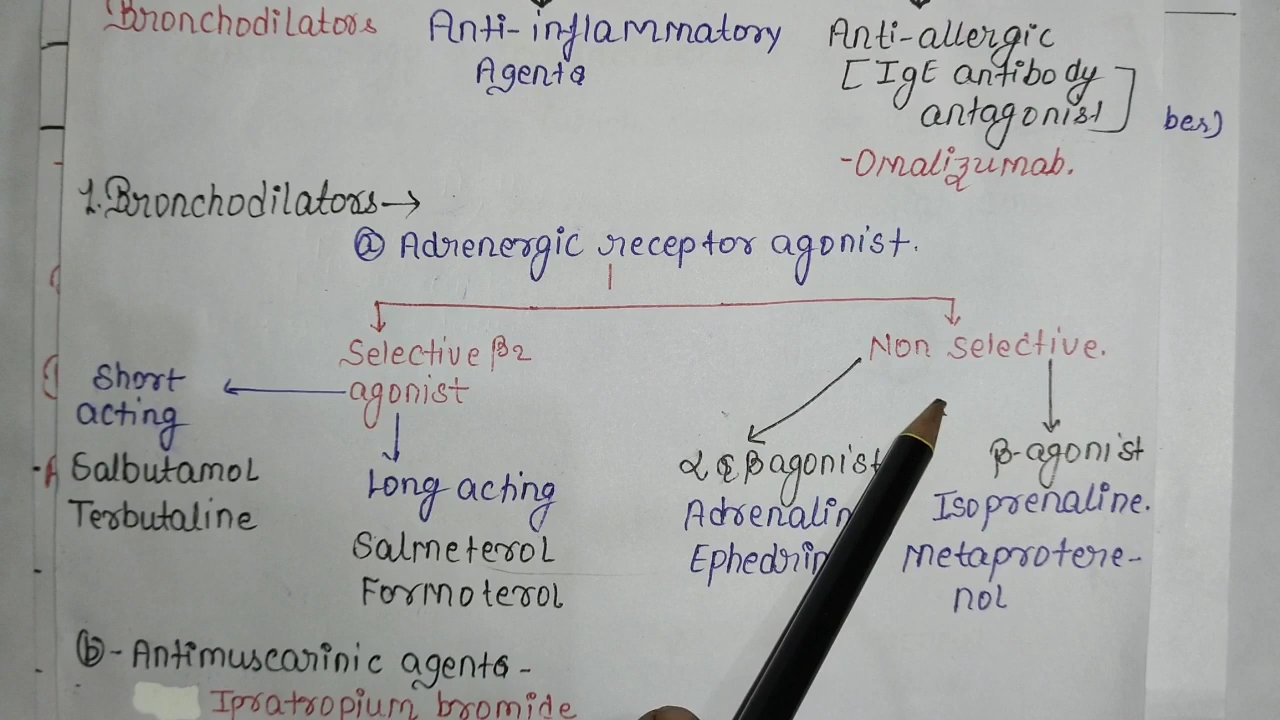 Bronchodilators Anti-inflammatory Agents Anti-allergic
[IgE antibody antagonist]
bes)
-Omalizumab.
1. Bronchodilators→
ⓐ Adrenergic receptor agonist.
Selective β2 agonist
Non selective.
Short acting
Salbutamol
Terbutaline
Long acting
Salmeterol
Formoterol
α & β agonist
Adrenalin
Ephedrin
β-agonist
Isoprenaline.
Metaprotere-
nol
ⓑ- Antimuscarinic agents -
Ipratropium bromide